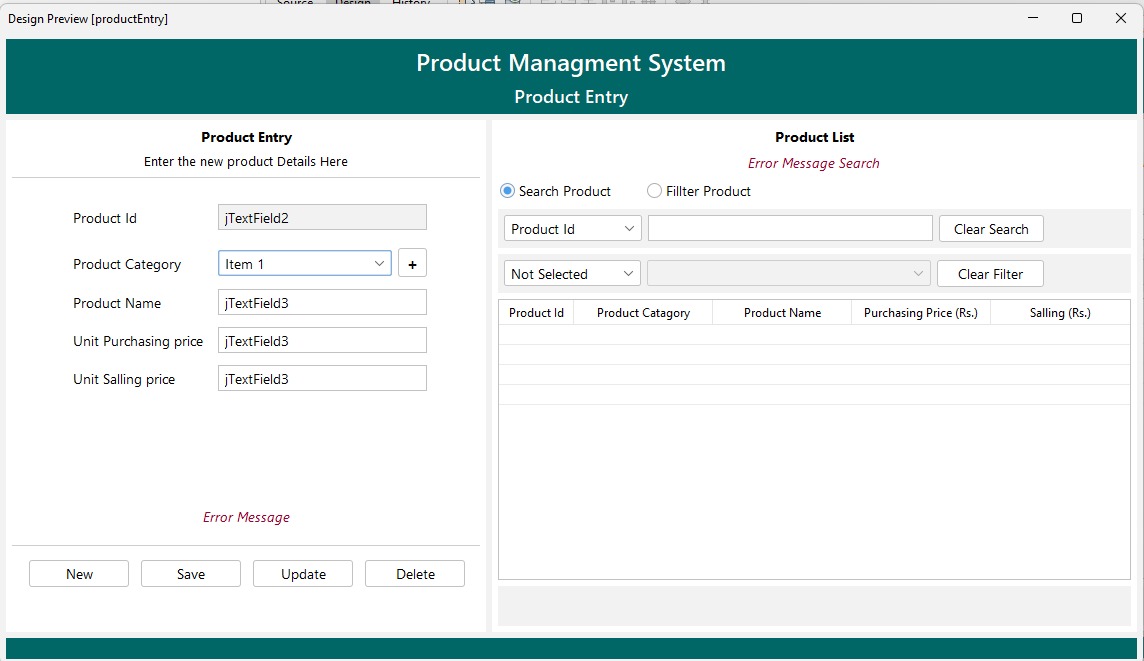 Source Design History
Design Preview [productEntry]
Product Managment System
Product Entry
Product Entry
Enter the new product Details Here
Product Id jTextField2
Product Category Item 1 +
Product Name jTextField3
Unit Purchasing price jTextField3
Unit Salling price jTextField3
Error Message
New Save Update Delete
Product List
Error Message Search
Search Product Fillter Product
Product Id Clear Search
Not Selected Clear Filter
Product Id Product Catagory Product Name Purchasing Price (Rs.) Salling (Rs.)